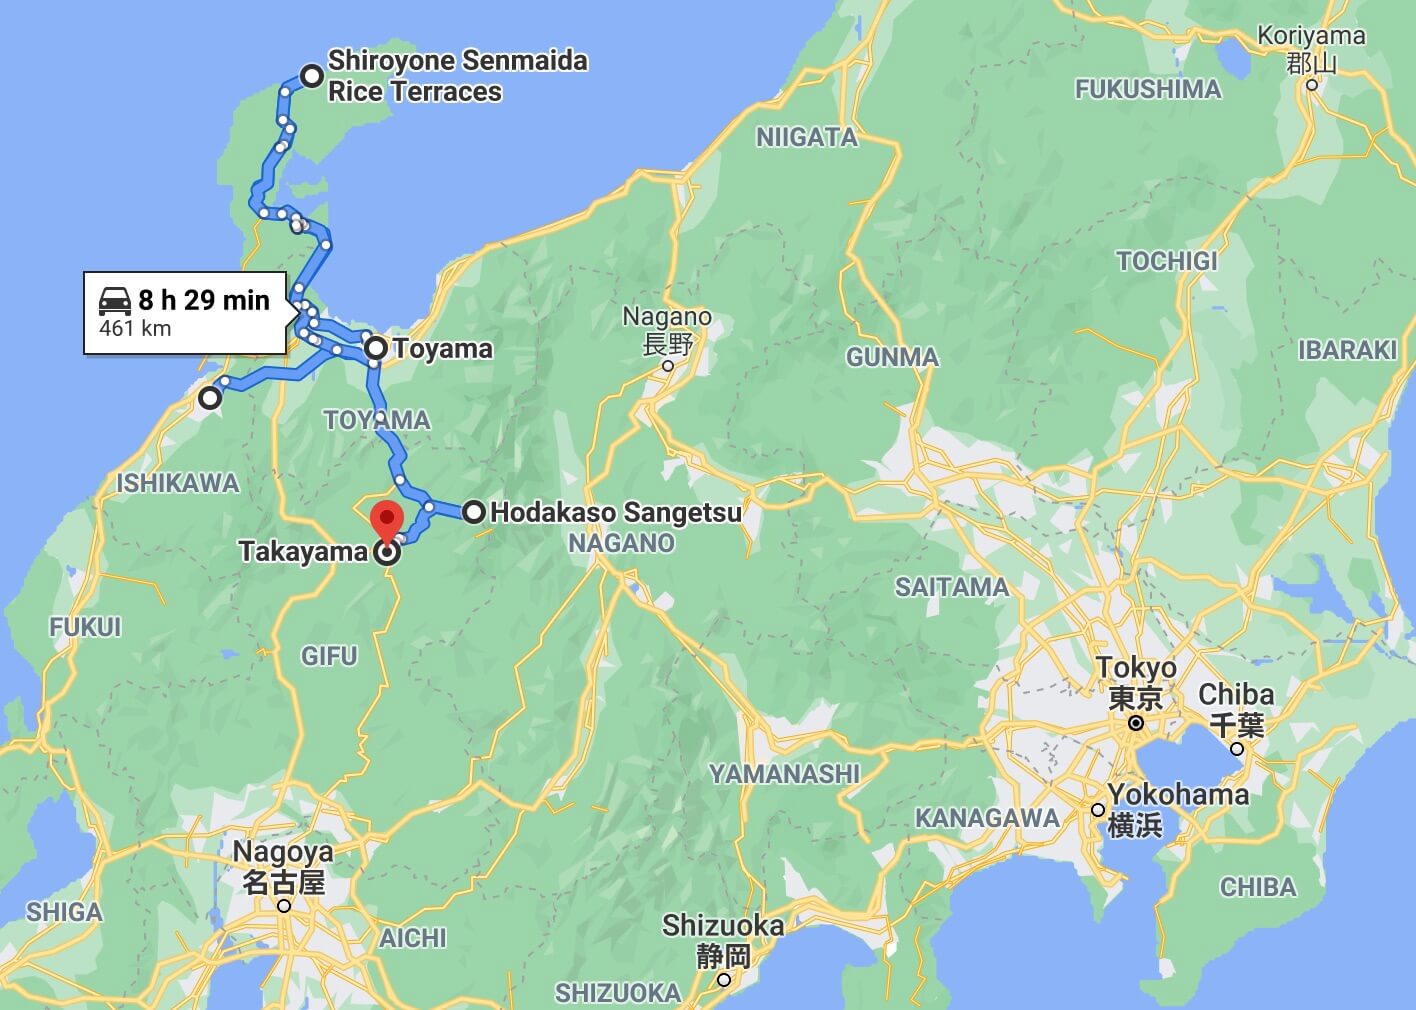 Koriyama
郡山
Shiroyone Senmaida
Rice Terraces
FUKUSHIMA
NIIGATA
TOCHIGI
8 h 29 min
461 km
Nagano
長野
Toyama
GUNMA
IBARAKI
TOYAMA
ISHIKAWA
Hodakaso Sangetsu
NAGANO
Takayama
SAITAMA
FUKUI
GIFU
Tokyo
東京
Chiba
千葉
YAMANASHI
Yokohama
横浜
KANAGAWA
Nagoya
名古屋
CHIBA
SHIGA
AICHI
Shizuoka
静岡
SHIZUOKA